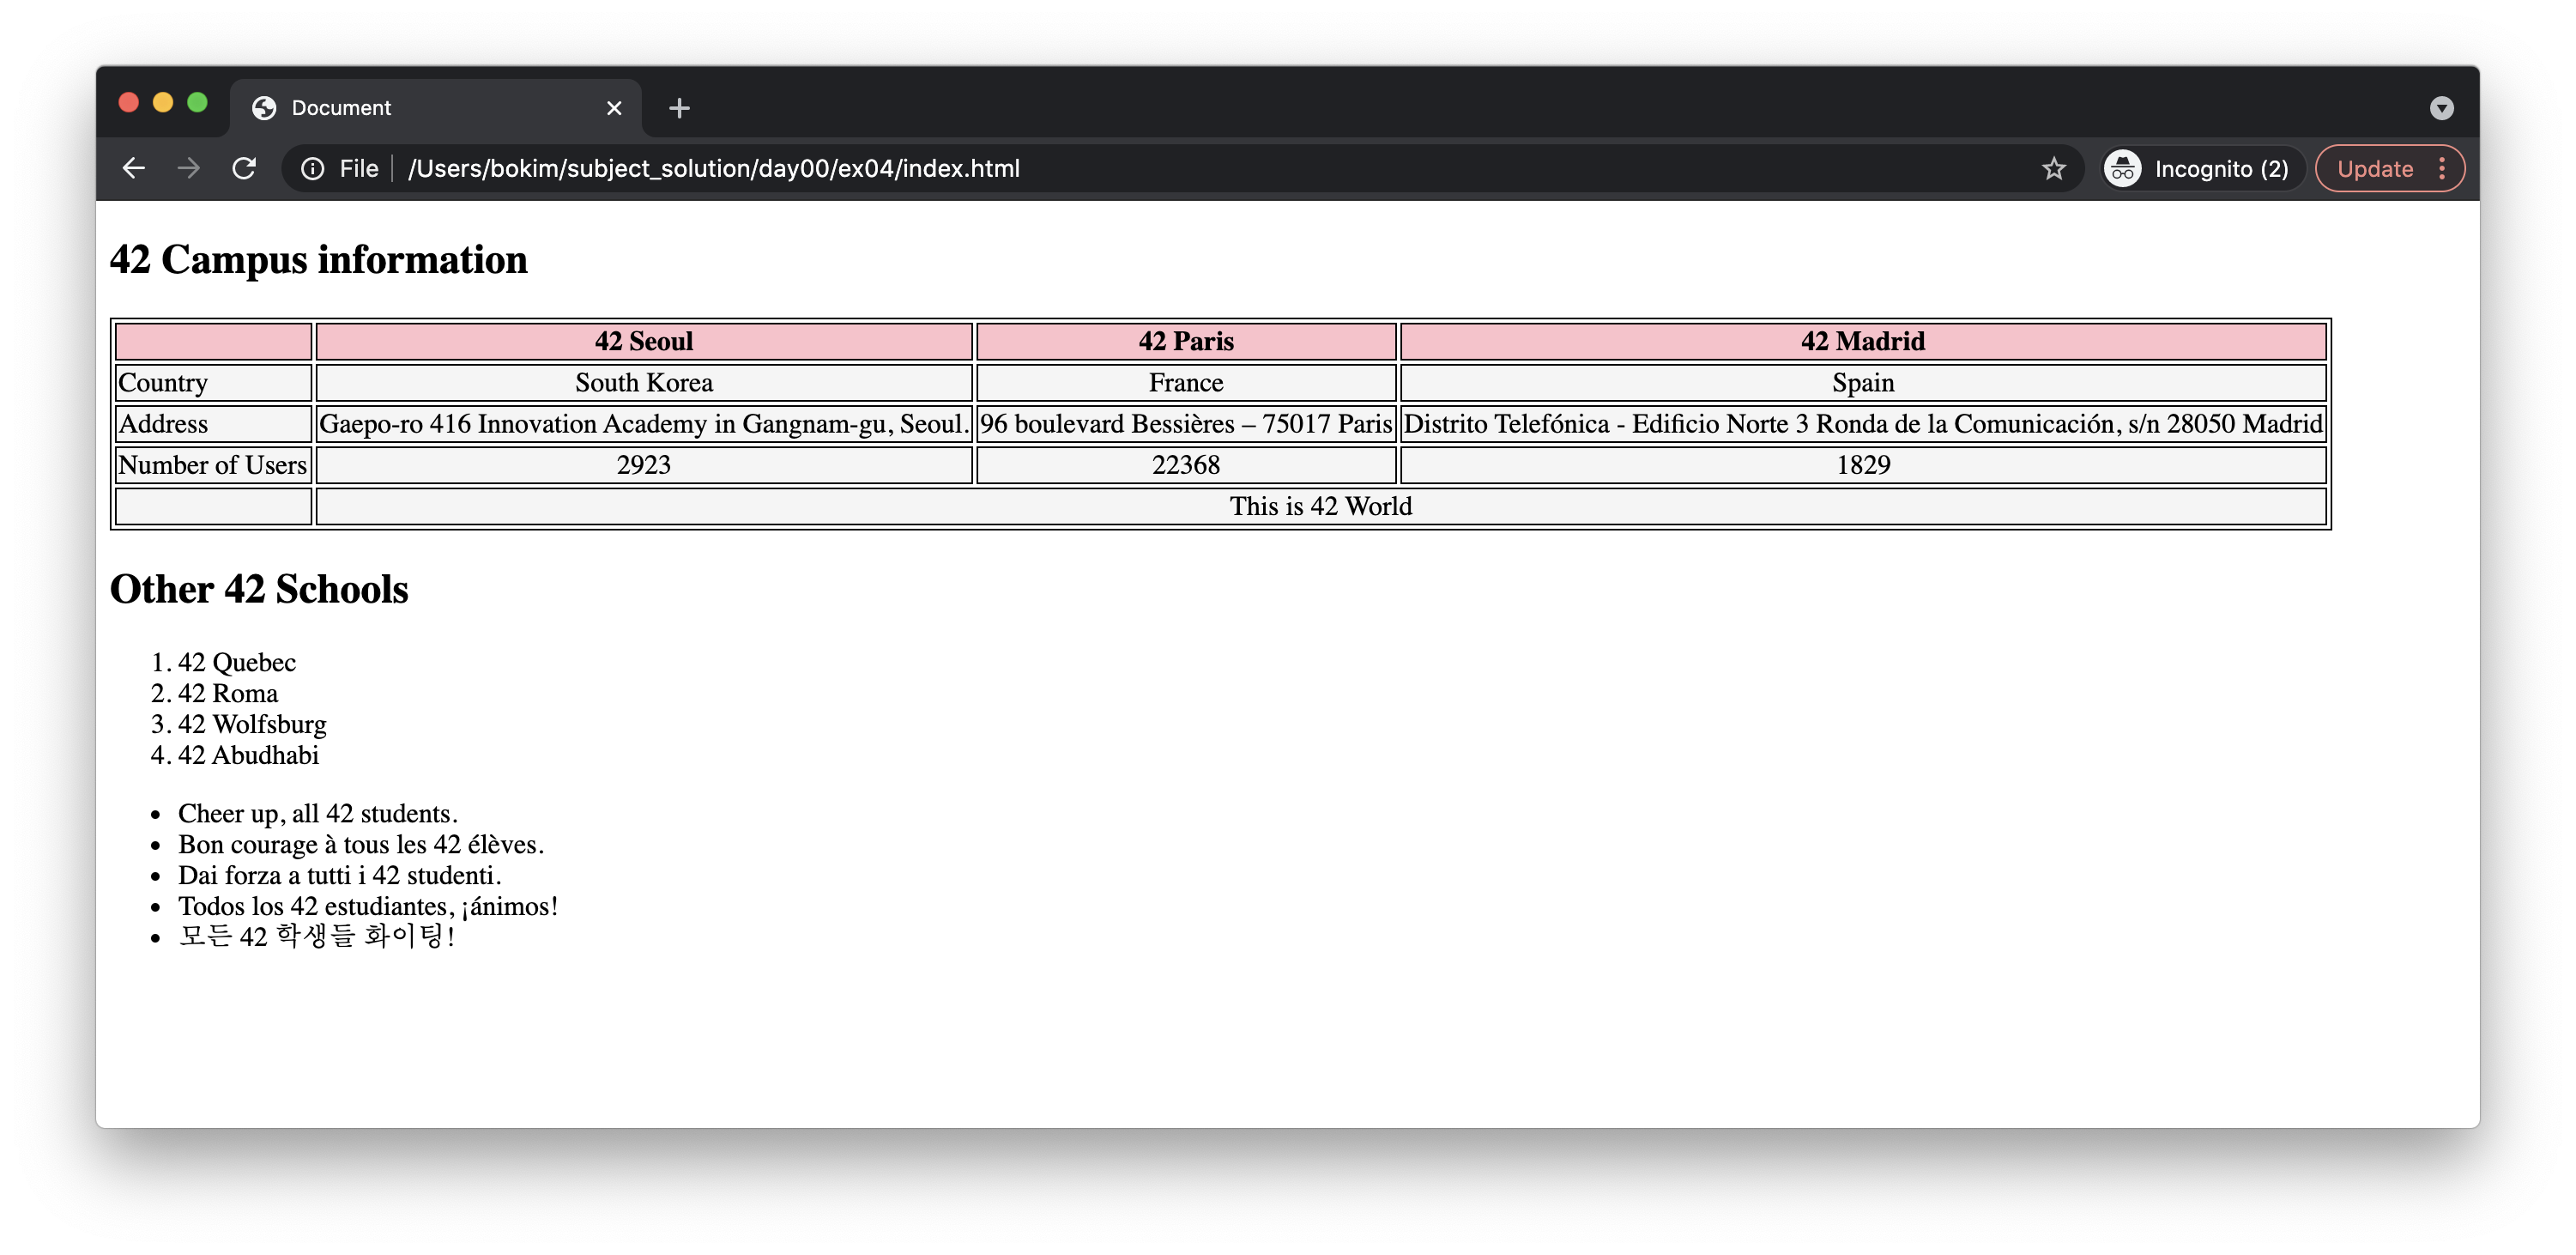 Document
File /Users/bokim/subject_solution/day00/ex04/index.html Incognito (2) Update
42 Campus information
42 Seoul 42 Paris 42 Madrid
Country South Korea France Spain
Address Gaepo-ro 416 Innovation Academy in Gangnam-gu, Seoul. 96 boulevard Bessières – 75017 Paris Distrito Telefónica - Edificio Norte 3 Ronda de la Comunicación, s/n 28050 Madrid
Number of Users 2923 22368 1829
This is 42 World
Other 42 Schools
1. 42 Quebec
2. 42 Roma
3. 42 Wolfsburg
4. 42 Abudhabi
• Cheer up, all 42 students.
• Bon courage à tous les 42 élèves.
• Dai forza a tutti i 42 studenti.
• Todos los 42 estudiantes, ¡ánimos!
• 모든 42 학생들 화이팅!